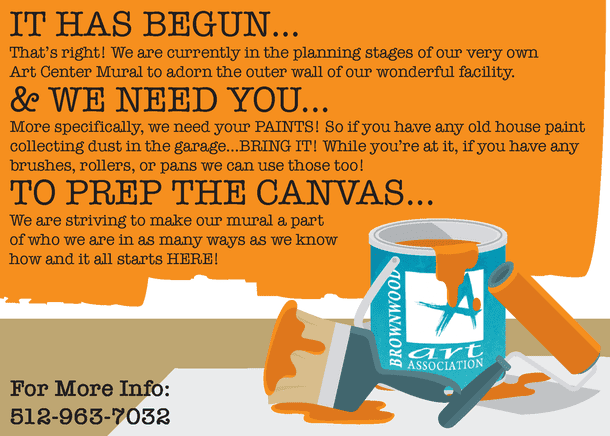 IT HAS BEGUN...
That's right! We are currently in the planning stages of our very own
Art Center Mural to adorn the outer wall of our wonderful facility.
& WE NEED YOU...
More specifically, we need your PAINTS! So if you have any old house paint
collecting dust in the garage...BRING IT! While you're at it, if you have any
brushes, rollers, or pans we can use those too!
TO PREP THE CANVAS...
We are striving to make our mural a part
of who we are in as many ways as we know
how and it all starts HERE!
BROWNWOOD
art
ASSOCIATION
For More Info:
512-963-7032